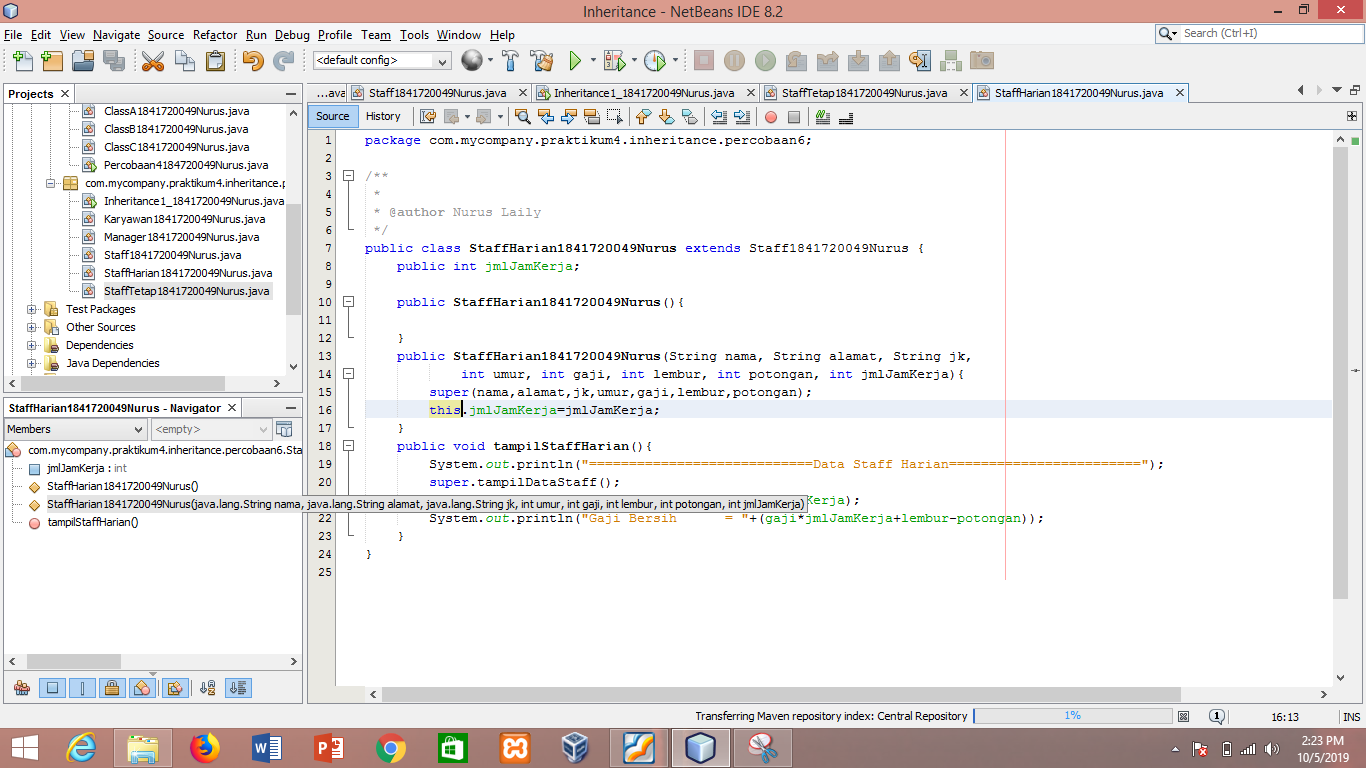 Inheritance - NetBeans IDE 8.2
File Edit View Navigate Source Refactor Run Debug Profile Team Tools Window Help
Search (Ctrl+I)
<default config>
Projects
...ava
Staff1841720049Nurus.java
Inheritance1_1841720049Nurus.java
StaffTetap1841720049Nurus.java
StaffHarian1841720049Nurus.java
Source History
ClassA1841720049Nurus.java
ClassB1841720049Nurus.java
ClassC1841720049Nurus.java
Percobaan41841720049Nurus.java
com.mycompany.praktikum4.inheritance.p
Inheritance1_1841720049Nurus.java
Karyawan1841720049Nurus.java
Manager1841720049Nurus.java
Staff1841720049Nurus.java
StaffHarian1841720049Nurus.java
StaffTetap1841720049Nurus.java
Test Packages
Other Sources
Dependencies
Java Dependencies
StaffHarian1841720049Nurus - Navigator
Members
<empty>
com.mycompany.praktikum4.inheritance.percobaan6.Sta
jmlJamKerja : int
StaffHarian1841720049Nurus()
StaffHarian1841720049Nurus(java.lang.String nama, java.lang.String alamat, java.lang.String jk, int umur, int gaji, int lembur, int potongan, int jmlJamKerja)
tampilStaffHarian()
1 package com.mycompany.praktikum4.inheritance.percobaan6;
2
3 /**
4 *
5 * @author Nurus Laily
6 */
7 public class StaffHarian1841720049Nurus extends Staff1841720049Nurus {
8 public int jmlJamKerja;
9
10 public StaffHarian1841720049Nurus(){
11
12 }
13 public StaffHarian1841720049Nurus(String nama, String alamat, String jk,
14 int umur, int gaji, int lembur, int potongan, int jmlJamKerja){
15 super(nama,alamat,jk,umur,gaji,lembur,potongan);
16 this.jmlJamKerja=jmlJamKerja;
17 }
18 public void tampilStaffHarian(){
19 System.out.println("============================Data Staff Harian========================");
20 super.tampilDataStaff();
Kerja);
22 System.out.println("Gaji Bersih = "+(gaji*jmlJamKerja+lembur-potongan));
23 }
24 }
25
Transferring Maven repository index: Central Repository
1%
1
16:13
INS
2:23 PM
10/5/2019